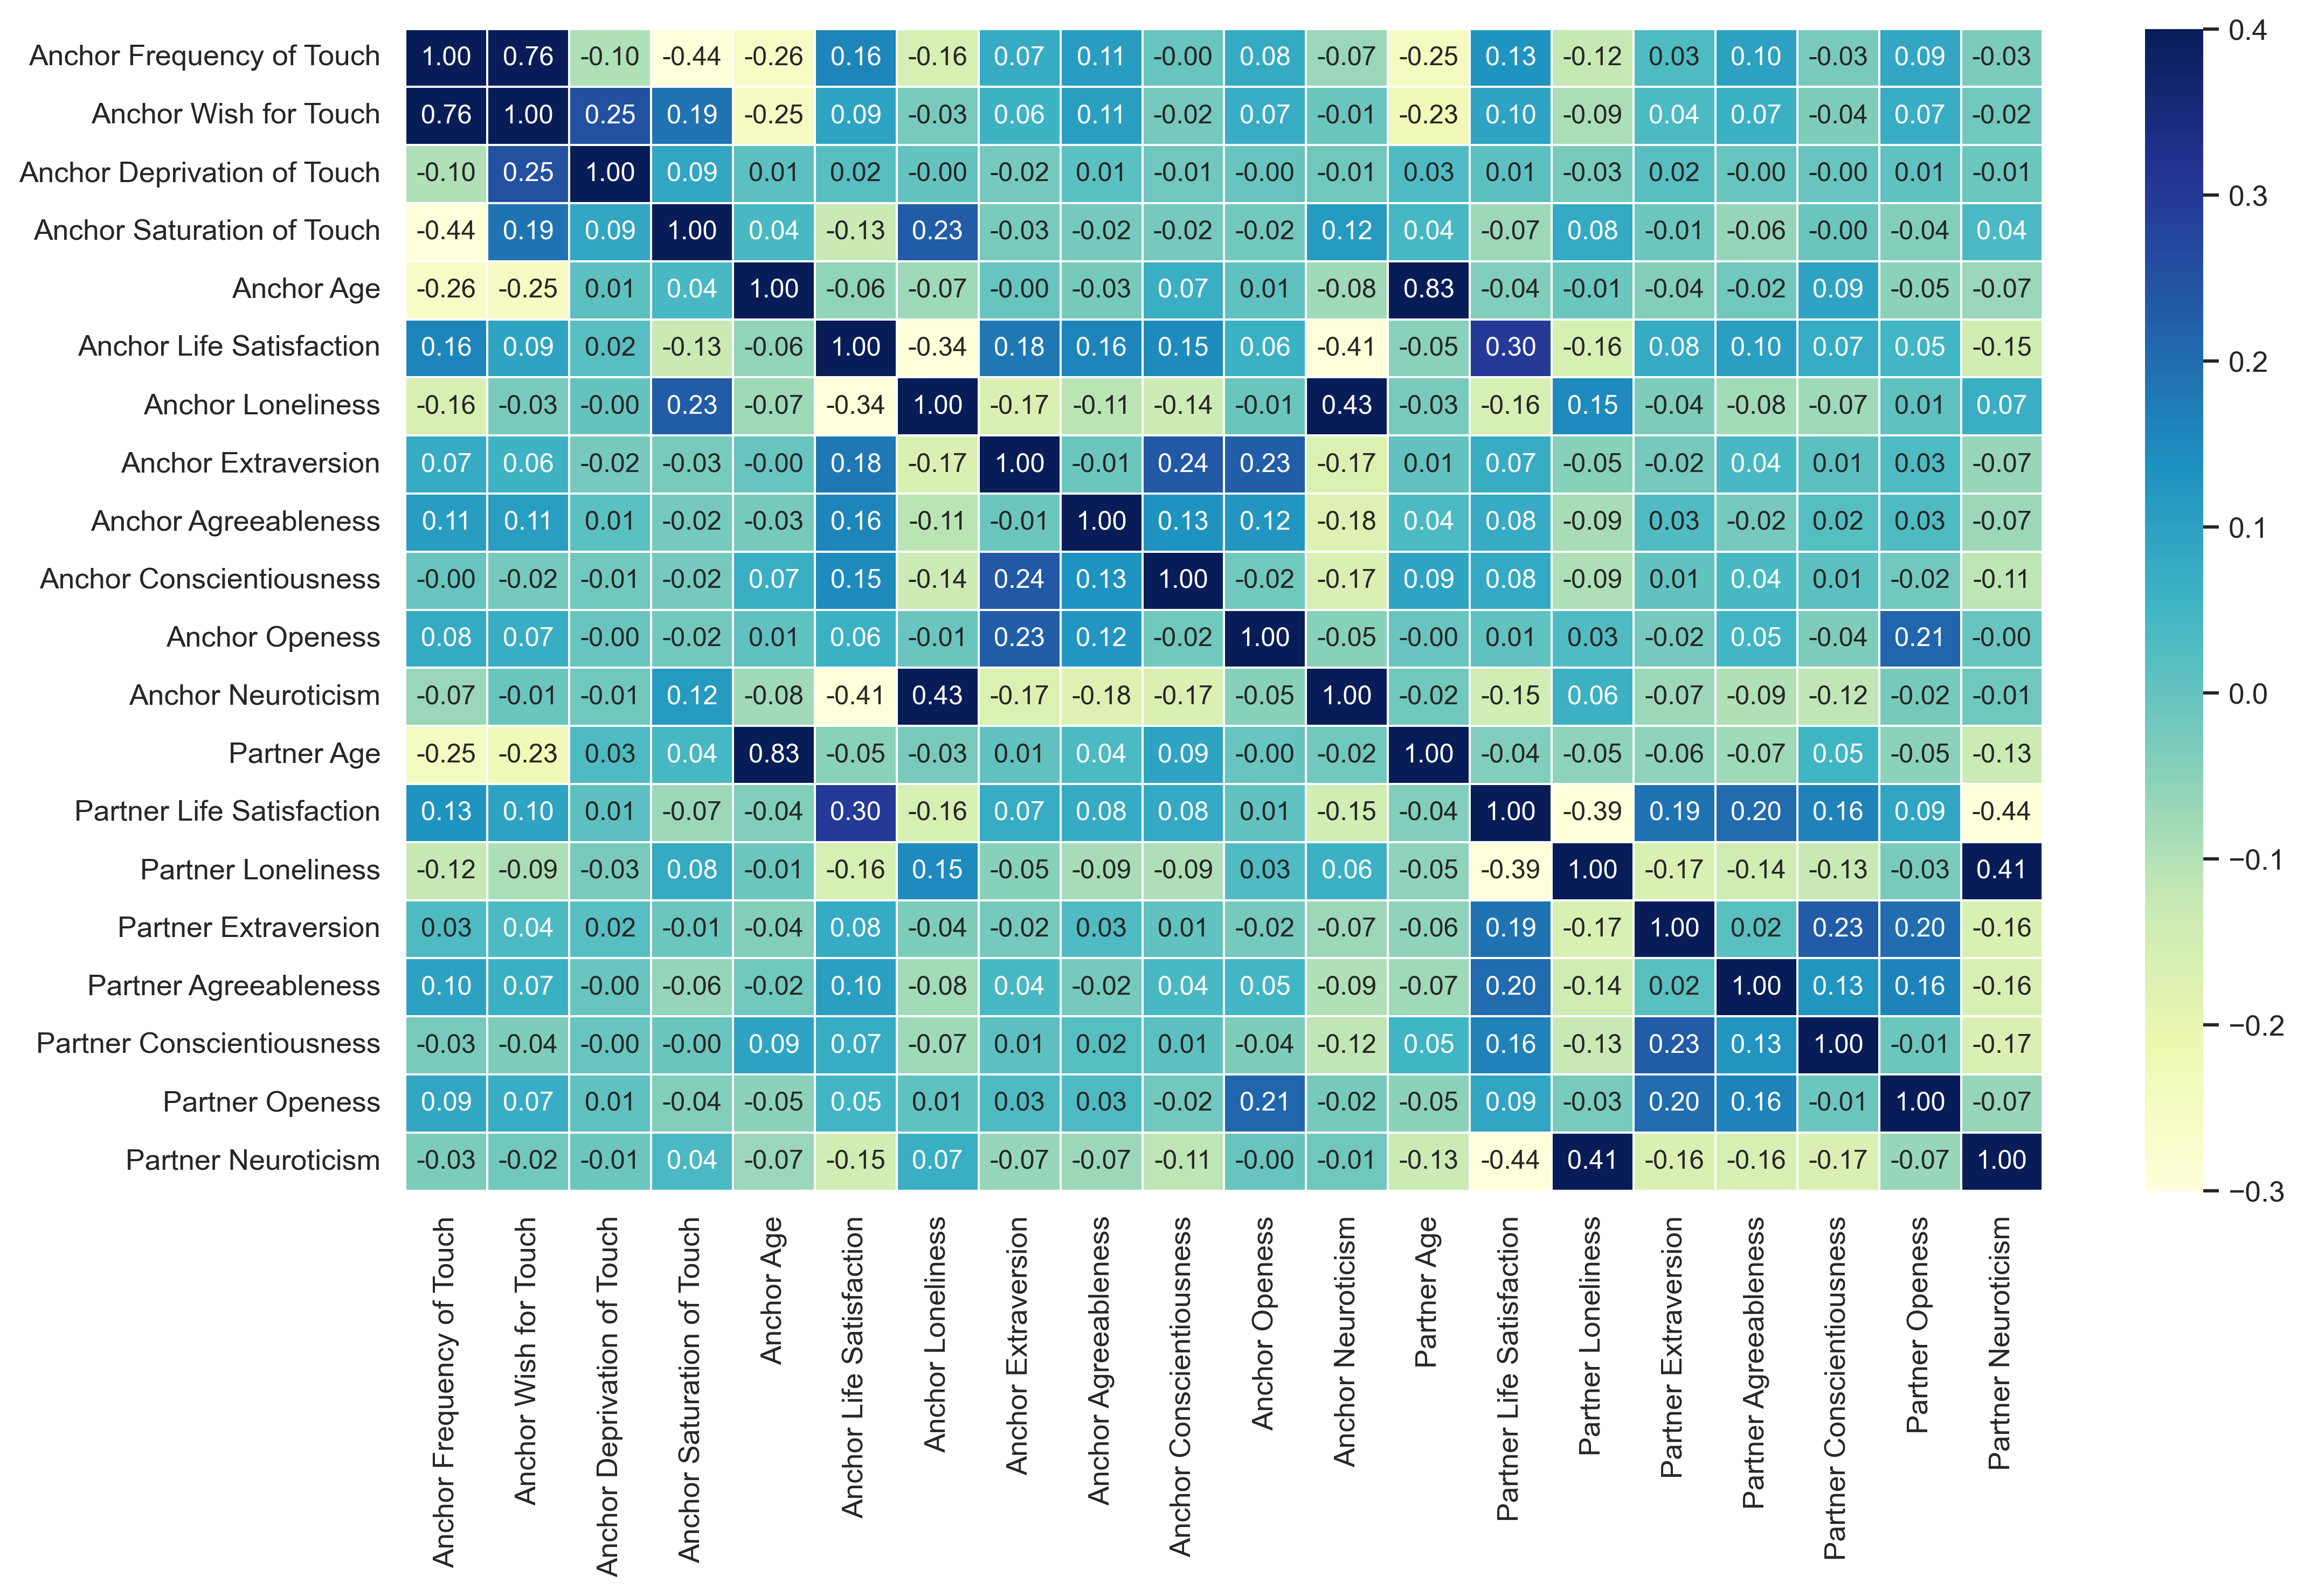 Anchor Frequency of Touch 1.00 0.76 -0.10 -0.44 -0.26 0.16 -0.16 0.07 0.11 -0.00 0.08 -0.07 -0.25 0.13 -0.12 0.03 0.10 -0.03 0.09 -0.03
Anchor Wish for Touch 0.76 1.00 0.25 0.19 -0.25 0.09 -0.03 0.06 0.11 -0.02 0.07 -0.01 -0.23 0.10 -0.09 0.04 0.07 -0.04 0.07 -0.02
Anchor Deprivation of Touch -0.10 0.25 1.00 0.09 0.01 0.02 -0.00 -0.02 0.01 -0.01 -0.00 -0.01 0.03 0.01 -0.03 0.02 -0.00 -0.00 0.01 -0.01
Anchor Saturation of Touch -0.44 0.19 0.09 1.00 0.04 -0.13 0.23 -0.03 -0.02 -0.02 -0.02 0.12 0.04 -0.07 0.08 -0.01 -0.06 -0.00 -0.04 0.04
Anchor Age -0.26 -0.25 0.01 0.04 1.00 -0.06 -0.07 -0.00 -0.03 0.07 0.01 -0.08 0.83 -0.04 -0.01 -0.04 -0.02 0.09 -0.05 -0.07
Anchor Life Satisfaction 0.16 0.09 0.02 -0.13 -0.06 1.00 -0.34 0.18 0.16 0.15 0.06 -0.41 -0.05 0.30 -0.16 0.08 0.10 0.07 0.05 -0.15
Anchor Loneliness -0.16 -0.03 -0.00 0.23 -0.07 -0.34 1.00 -0.17 -0.11 -0.14 -0.01 0.43 -0.03 -0.16 0.15 -0.04 -0.08 -0.07 0.01 0.07
Anchor Extraversion 0.07 0.06 -0.02 -0.03 -0.00 0.18 -0.17 1.00 -0.01 0.24 0.23 -0.17 0.01 0.07 -0.05 -0.02 0.04 0.01 0.03 -0.07
Anchor Agreeableness 0.11 0.11 0.01 -0.02 -0.03 0.16 -0.11 -0.01 1.00 0.13 0.12 -0.18 0.04 0.08 -0.09 0.03 -0.02 0.02 0.03 -0.07
Anchor Conscientiousness -0.00 -0.02 -0.01 -0.02 0.07 0.15 -0.14 0.24 0.13 1.00 -0.02 -0.17 0.09 0.08 -0.09 0.01 0.04 0.01 -0.02 -0.11
Anchor Openess 0.08 0.07 -0.00 -0.02 0.01 0.06 -0.01 0.23 0.12 -0.02 1.00 -0.05 -0.00 0.01 0.03 -0.02 0.05 -0.04 0.21 -0.00
Anchor Neuroticism -0.07 -0.01 -0.01 0.12 -0.08 -0.41 0.43 -0.17 -0.18 -0.17 -0.05 1.00 -0.02 -0.15 0.06 -0.07 -0.09 -0.12 -0.02 -0.01
Partner Age -0.25 -0.23 0.03 0.04 0.83 -0.05 -0.03 0.01 0.04 0.09 -0.00 -0.02 1.00 -0.04 -0.05 -0.06 -0.07 0.05 -0.05 -0.13
Partner Life Satisfaction 0.13 0.10 0.01 -0.07 -0.04 0.30 -0.16 0.07 0.08 0.08 0.01 -0.15 -0.04 1.00 -0.39 0.19 0.20 0.16 0.09 -0.44
Partner Loneliness -0.12 -0.09 -0.03 0.08 -0.01 -0.16 0.15 -0.05 -0.09 -0.09 0.03 0.06 -0.05 -0.39 1.00 -0.17 -0.14 -0.13 -0.03 0.41
Partner Extraversion 0.03 0.04 0.02 -0.01 -0.04 0.08 -0.04 -0.02 0.03 0.01 -0.02 -0.07 -0.06 0.19 -0.17 1.00 0.02 0.23 0.20 -0.16
Partner Agreeableness 0.10 0.07 -0.00 -0.06 -0.02 0.10 -0.08 0.04 -0.02 0.04 0.05 -0.09 -0.07 0.20 -0.14 0.02 1.00 0.13 0.16 -0.16
Partner Conscientiousness -0.03 -0.04 -0.00 -0.00 0.09 0.07 -0.07 0.01 0.02 0.01 -0.04 -0.12 0.05 0.16 -0.13 0.23 0.13 1.00 -0.01 -0.17
Partner Openess 0.09 0.07 0.01 -0.04 -0.05 0.05 0.01 0.03 0.03 -0.02 0.21 -0.02 -0.05 0.09 -0.03 0.20 0.16 -0.01 1.00 -0.07
Partner Neuroticism -0.03 -0.02 -0.01 0.04 -0.07 -0.15 0.07 -0.07 -0.07 -0.11 -0.00 -0.01 -0.13 -0.44 0.41 -0.16 -0.16 -0.17 -0.07 1.00
Anchor Frequency of Touch
Anchor Wish for Touch
Anchor Deprivation of Touch
Anchor Saturation of Touch
Anchor Age
Anchor Life Satisfaction
Anchor Loneliness
Anchor Extraversion
Anchor Agreeableness
Anchor Conscientiousness
Anchor Openess
Anchor Neuroticism
Partner Age
Partner Life Satisfaction
Partner Loneliness
Partner Extraversion
Partner Agreeableness
Partner Conscientiousness
Partner Openess
Partner Neuroticism
0.4
0.3
0.2
0.1
0.0
−0.1
−0.2
−0.3